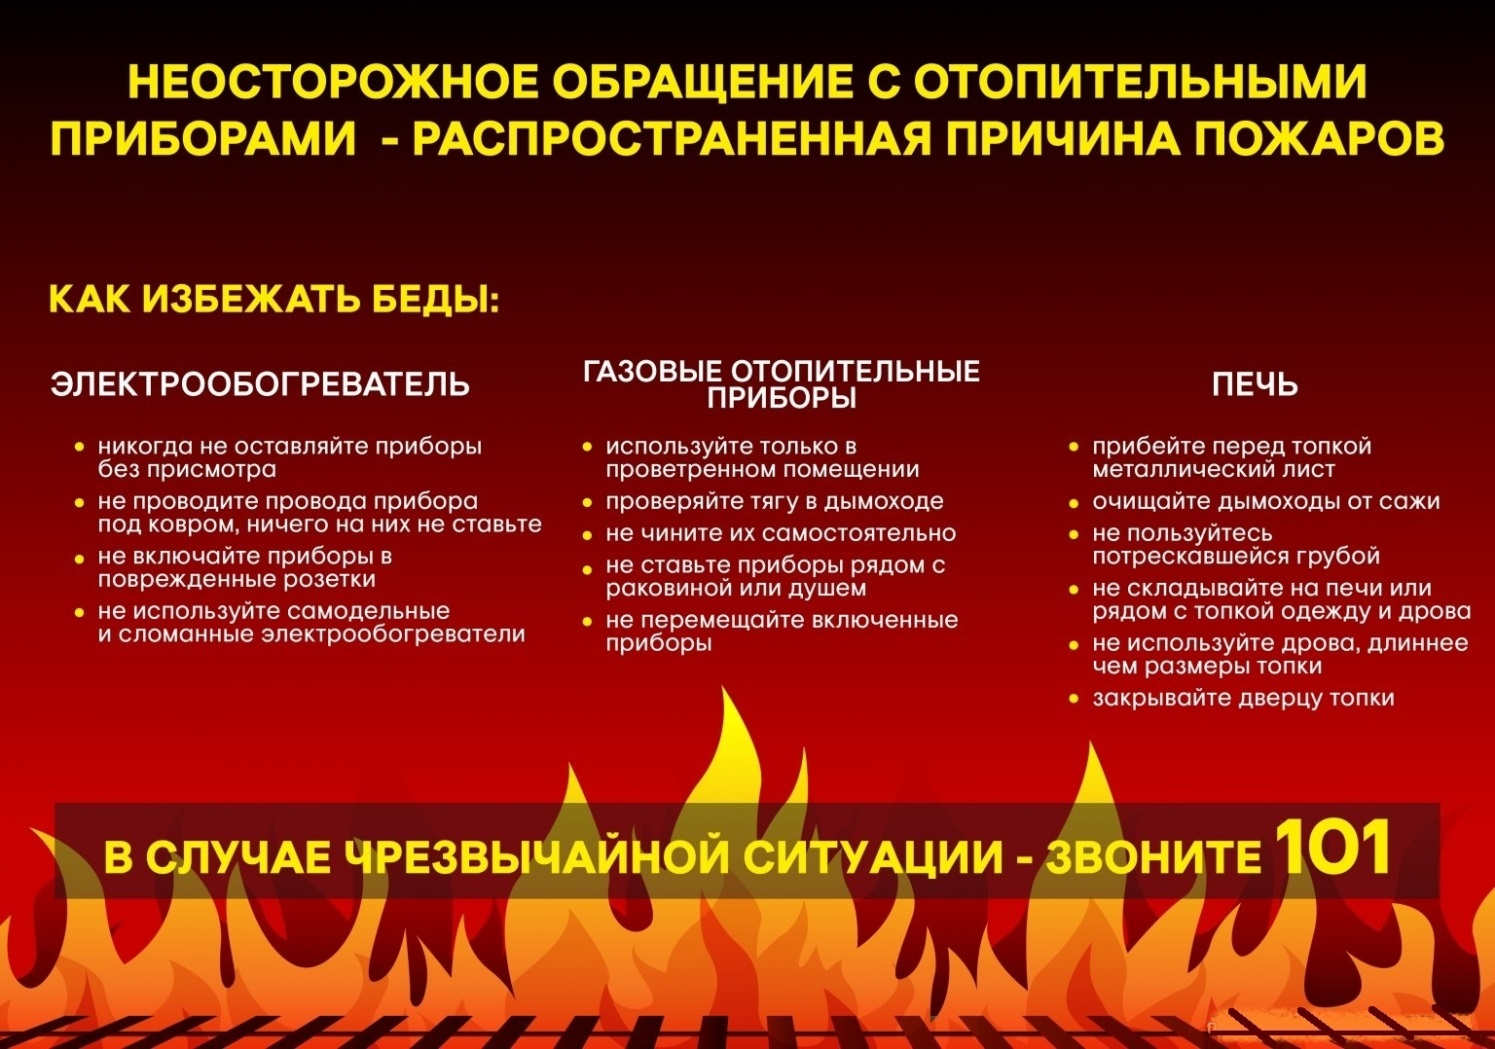 НЕОСТОРОЖНОЕ ОБРАЩЕНИЕ С ОТОПИТЕЛЬНЫМИ
ПРИБОРАМИ - РАСПРОСТРАНЕННАЯ ПРИЧИНА ПОЖАРОВ
КАК ИЗБЕЖАТЬ БЕДЫ:
ЭЛЕКТРООБОГРЕВАТЕЛЬ
• никогда не оставляйте приборы
без присмотра
• не проводите провода прибора
под ковром, ничего на них не ставьте
• не включайте приборы в
поврежденные розетки
• не используйте самодельные
и сломанные электрообогреватели
ГАЗОВЫЕ ОТОПИТЕЛЬНЫЕ
ПРИБОРЫ
• используйте только в
проветренном помещении
• проверяйте тягу в дымоходе
• не чините их самостоятельно
• не ставьте приборы рядом с
раковиной или душем
• не перемещайте включенные
приборы
ПЕЧЬ
• прибейте перед топкой
металлический лист
• очищайте дымоходы от сажи
• не пользуйтесь
потрескавшейся грубой
• не складывайте на печи или
рядом с топкой одежду и дрова
• не используйте дрова, длиннее
чем размеры топки
• закрывайте дверцу топки
В СЛУЧАЕ ЧРЕЗВЫЧАЙНОЙ СИТУАЦИИ - ЗВОНИТЕ 101